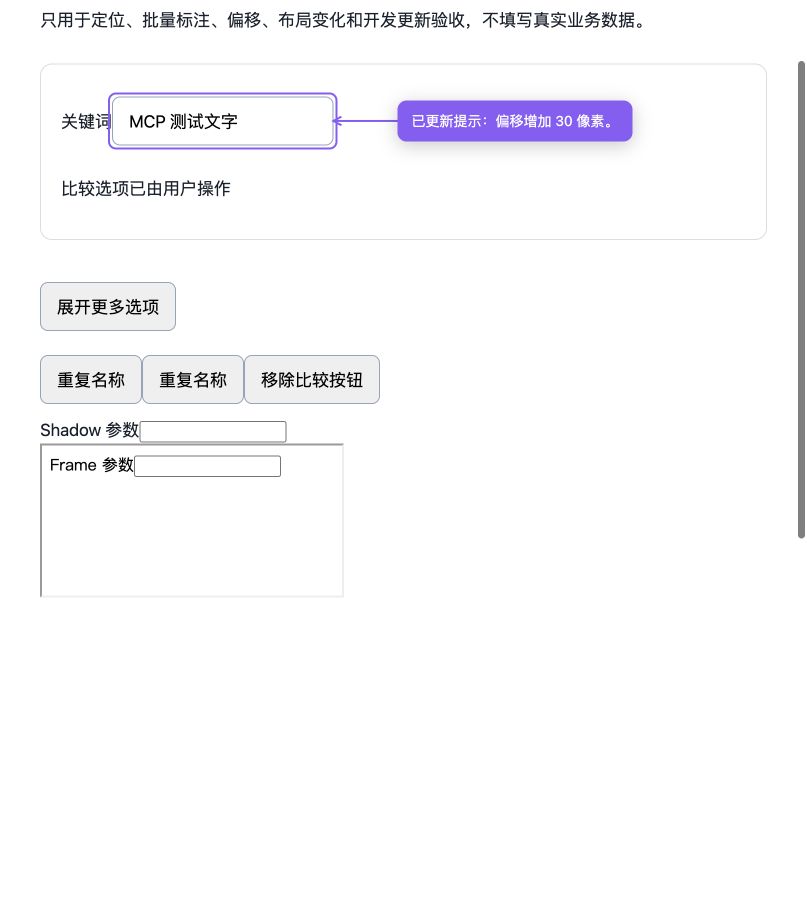 只用于定位、批量标注、偏移、布局变化和开发更新验收，不填写真实业务数据。
关键词 MCP 测试文字 已更新提示：偏移增加 30 像素。
比较选项已由用户操作
展开更多选项
重复名称 重复名称 移除比较按钮
Shadow 参数
Frame 参数